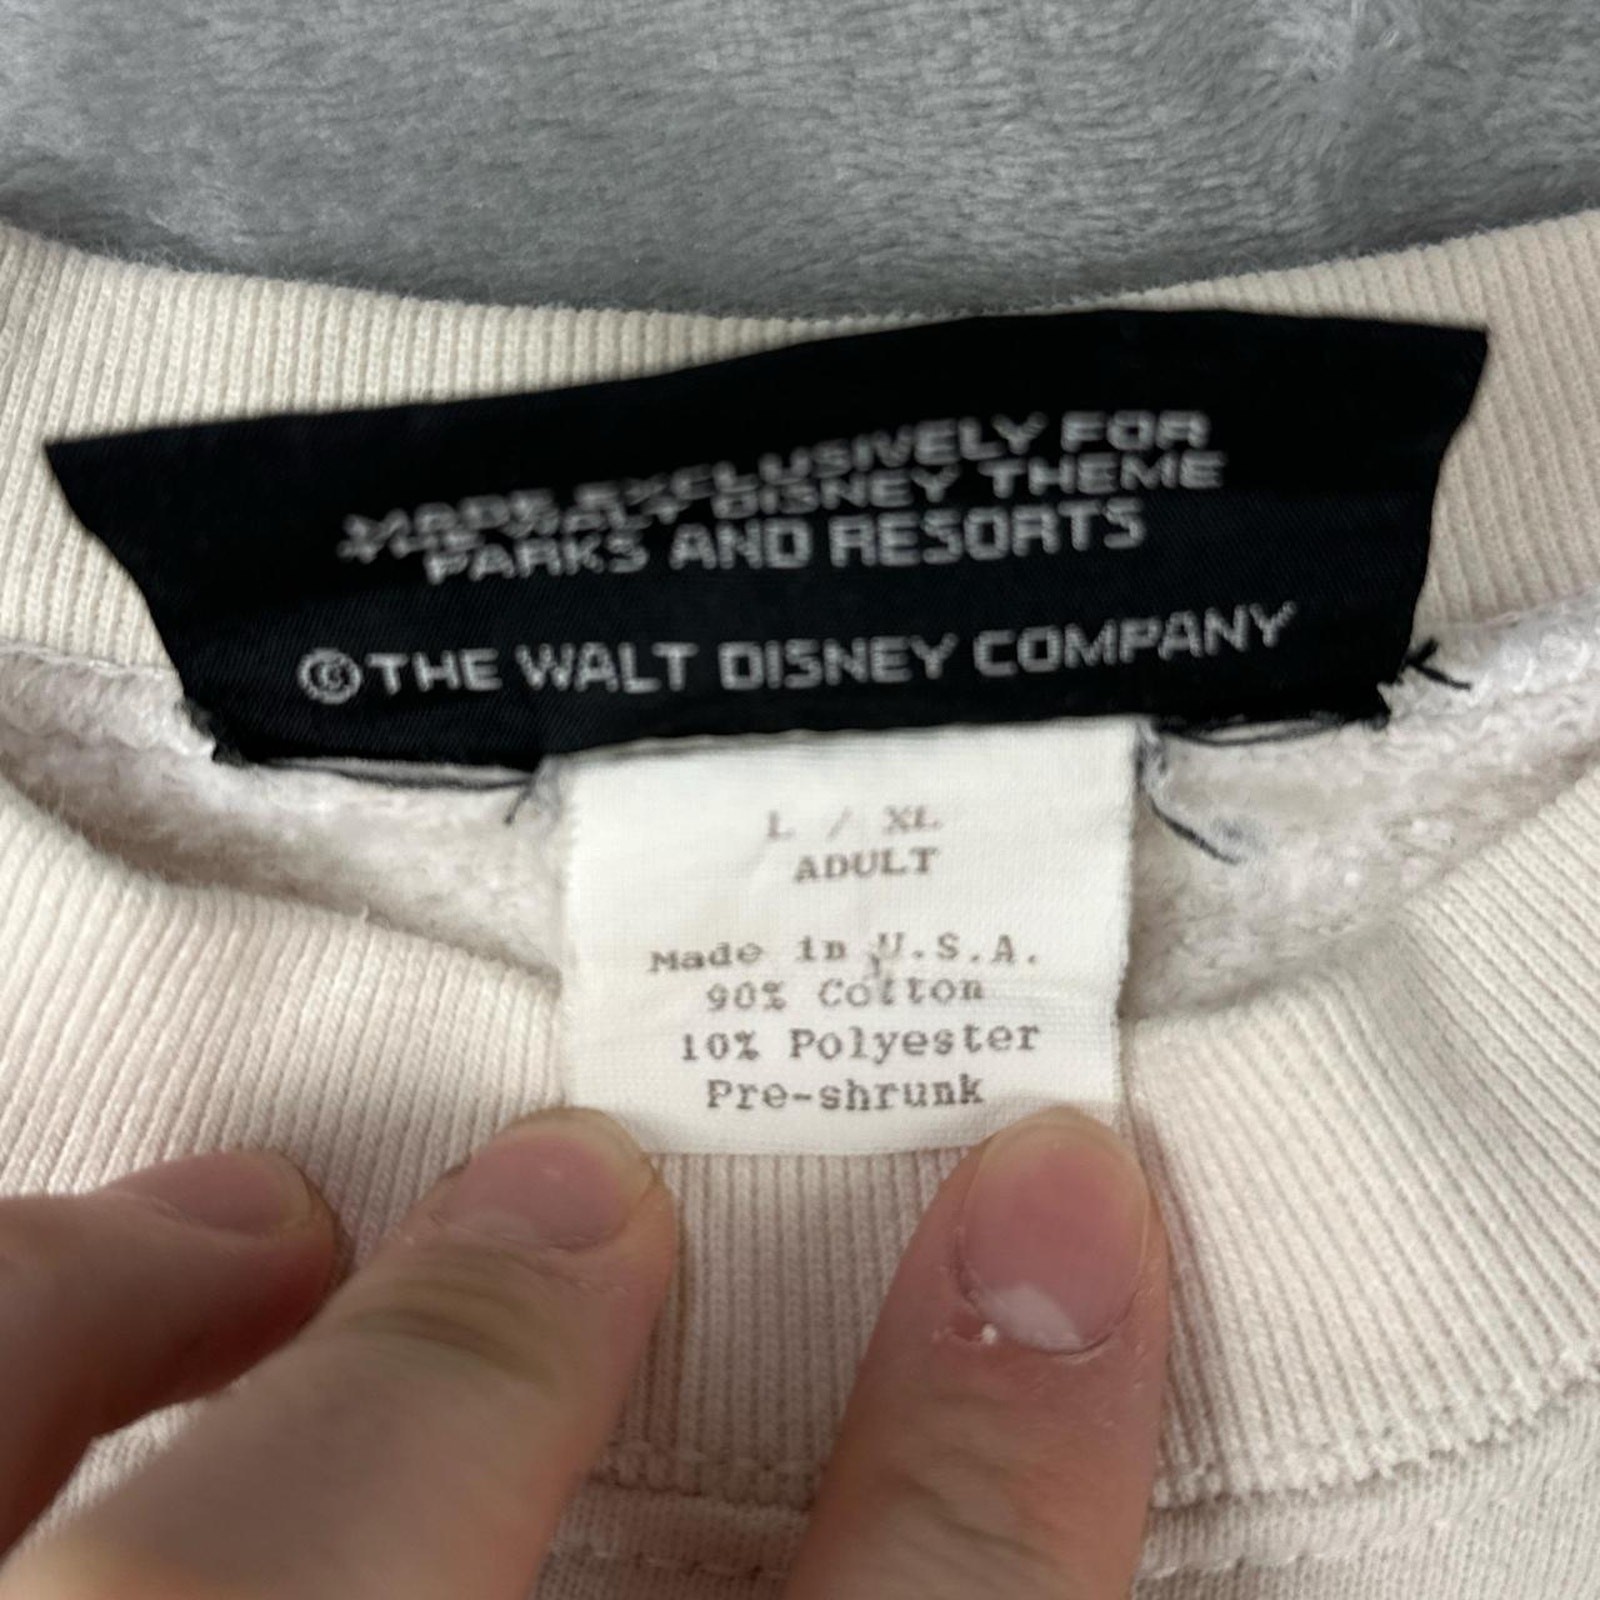 MADE EXCLUSIVELY FOR
THE WALT DISNEY THEME
PARKS AND RESORTS
©THE WALT DISNEY COMPANY
L / XL
ADULT
Made in U.S.A.
90% Cotton
10% Polyester
Pre-shrunk